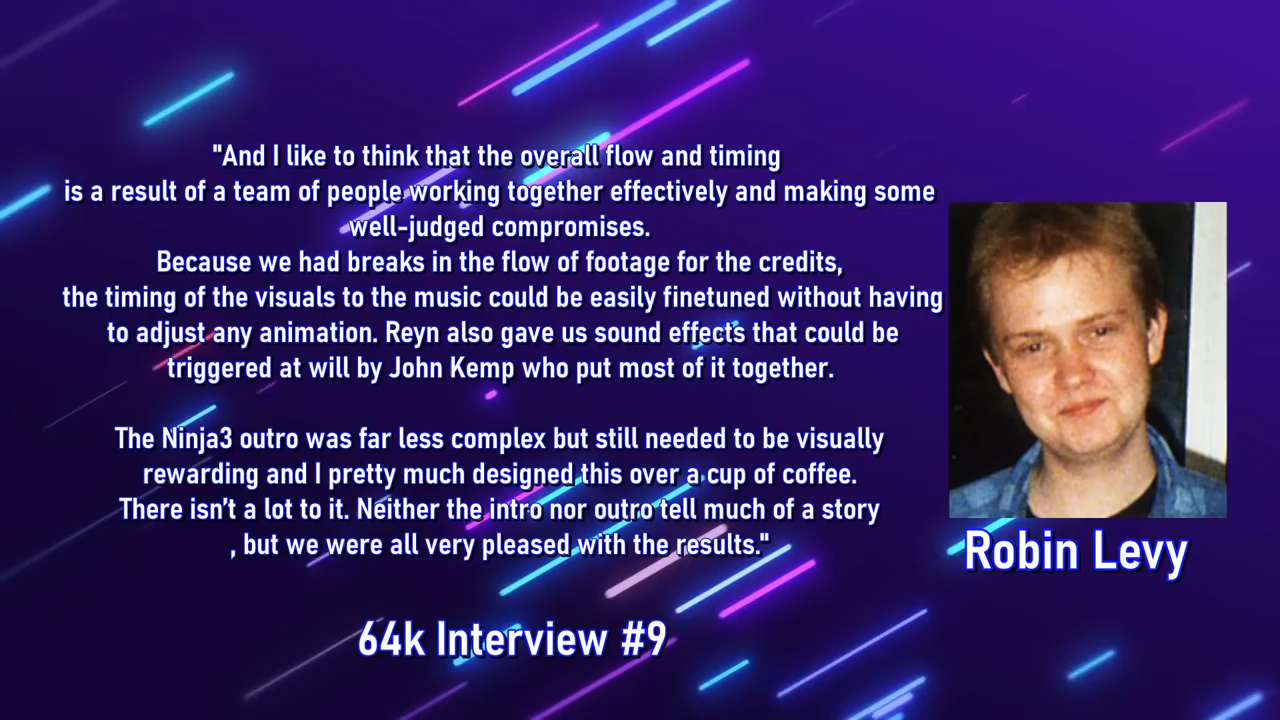 "And I like to think that the overall flow and timing
is a result of a team of people working together effectively and making some
well-judged compromises.
Because we had breaks in the flow of footage for the credits,
the timing of the visuals to the music could be easily finetuned without having
to adjust any animation. Reyn also gave us sound effects that could be
triggered at will by John Kemp who put most of it together.
The Ninja3 outro was far less complex but still needed to be visually
rewarding and I pretty much designed this over a cup of coffee.
There isn’t a lot to it. Neither the intro nor outro tell much of a story
, but we were all very pleased with the results."
Robin Levy
64k Interview #9